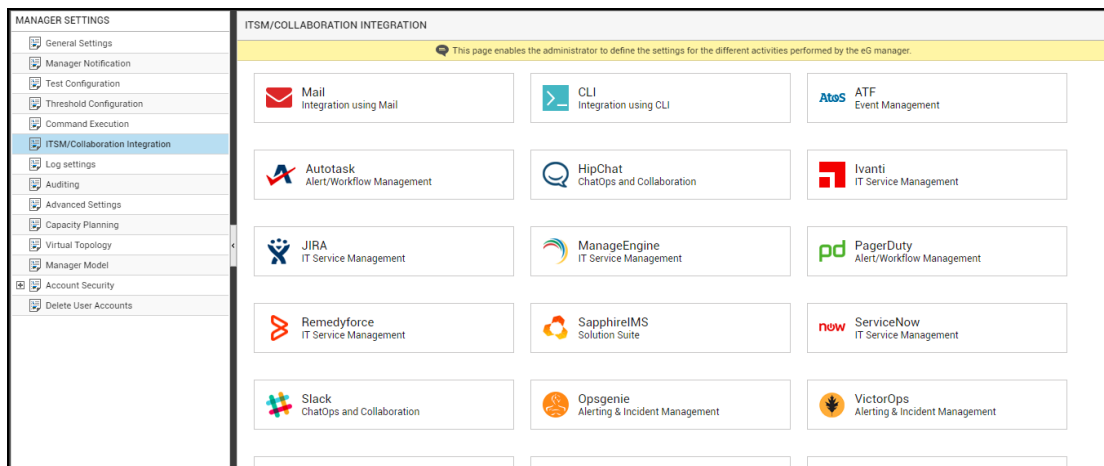 MANAGER SETTINGS
General Settings
Manager Notification
Test Configuration
Threshold Configuration
Command Execution
ITSM/Collaboration Integration
Log settings
Auditing
Advanced Settings
Capacity Planning
Virtual Topology
Manager Model
Account Security
Delete User Accounts
ITSM/COLLABORATION INTEGRATION
This page enables the administrator to define the settings for the different activities performed by the eG manager.
Mail
Integration using Mail
CLI
Integration using CLI
Atos
ATF
Event Management
Autotask
Alert/Workflow Management
HipChat
ChatOps and Collaboration
Ivanti
IT Service Management
JIRA
IT Service Management
ManageEngine
IT Service Management
pd
PagerDuty
Alert/Workflow Management
Remedyforce
IT Service Management
SapphireIMS
Solution Suite
now
ServiceNow
IT Service Management
Slack
ChatOps and Collaboration
Opsgenie
Alerting & Incident Management
VictorOps
Alerting & Incident Management